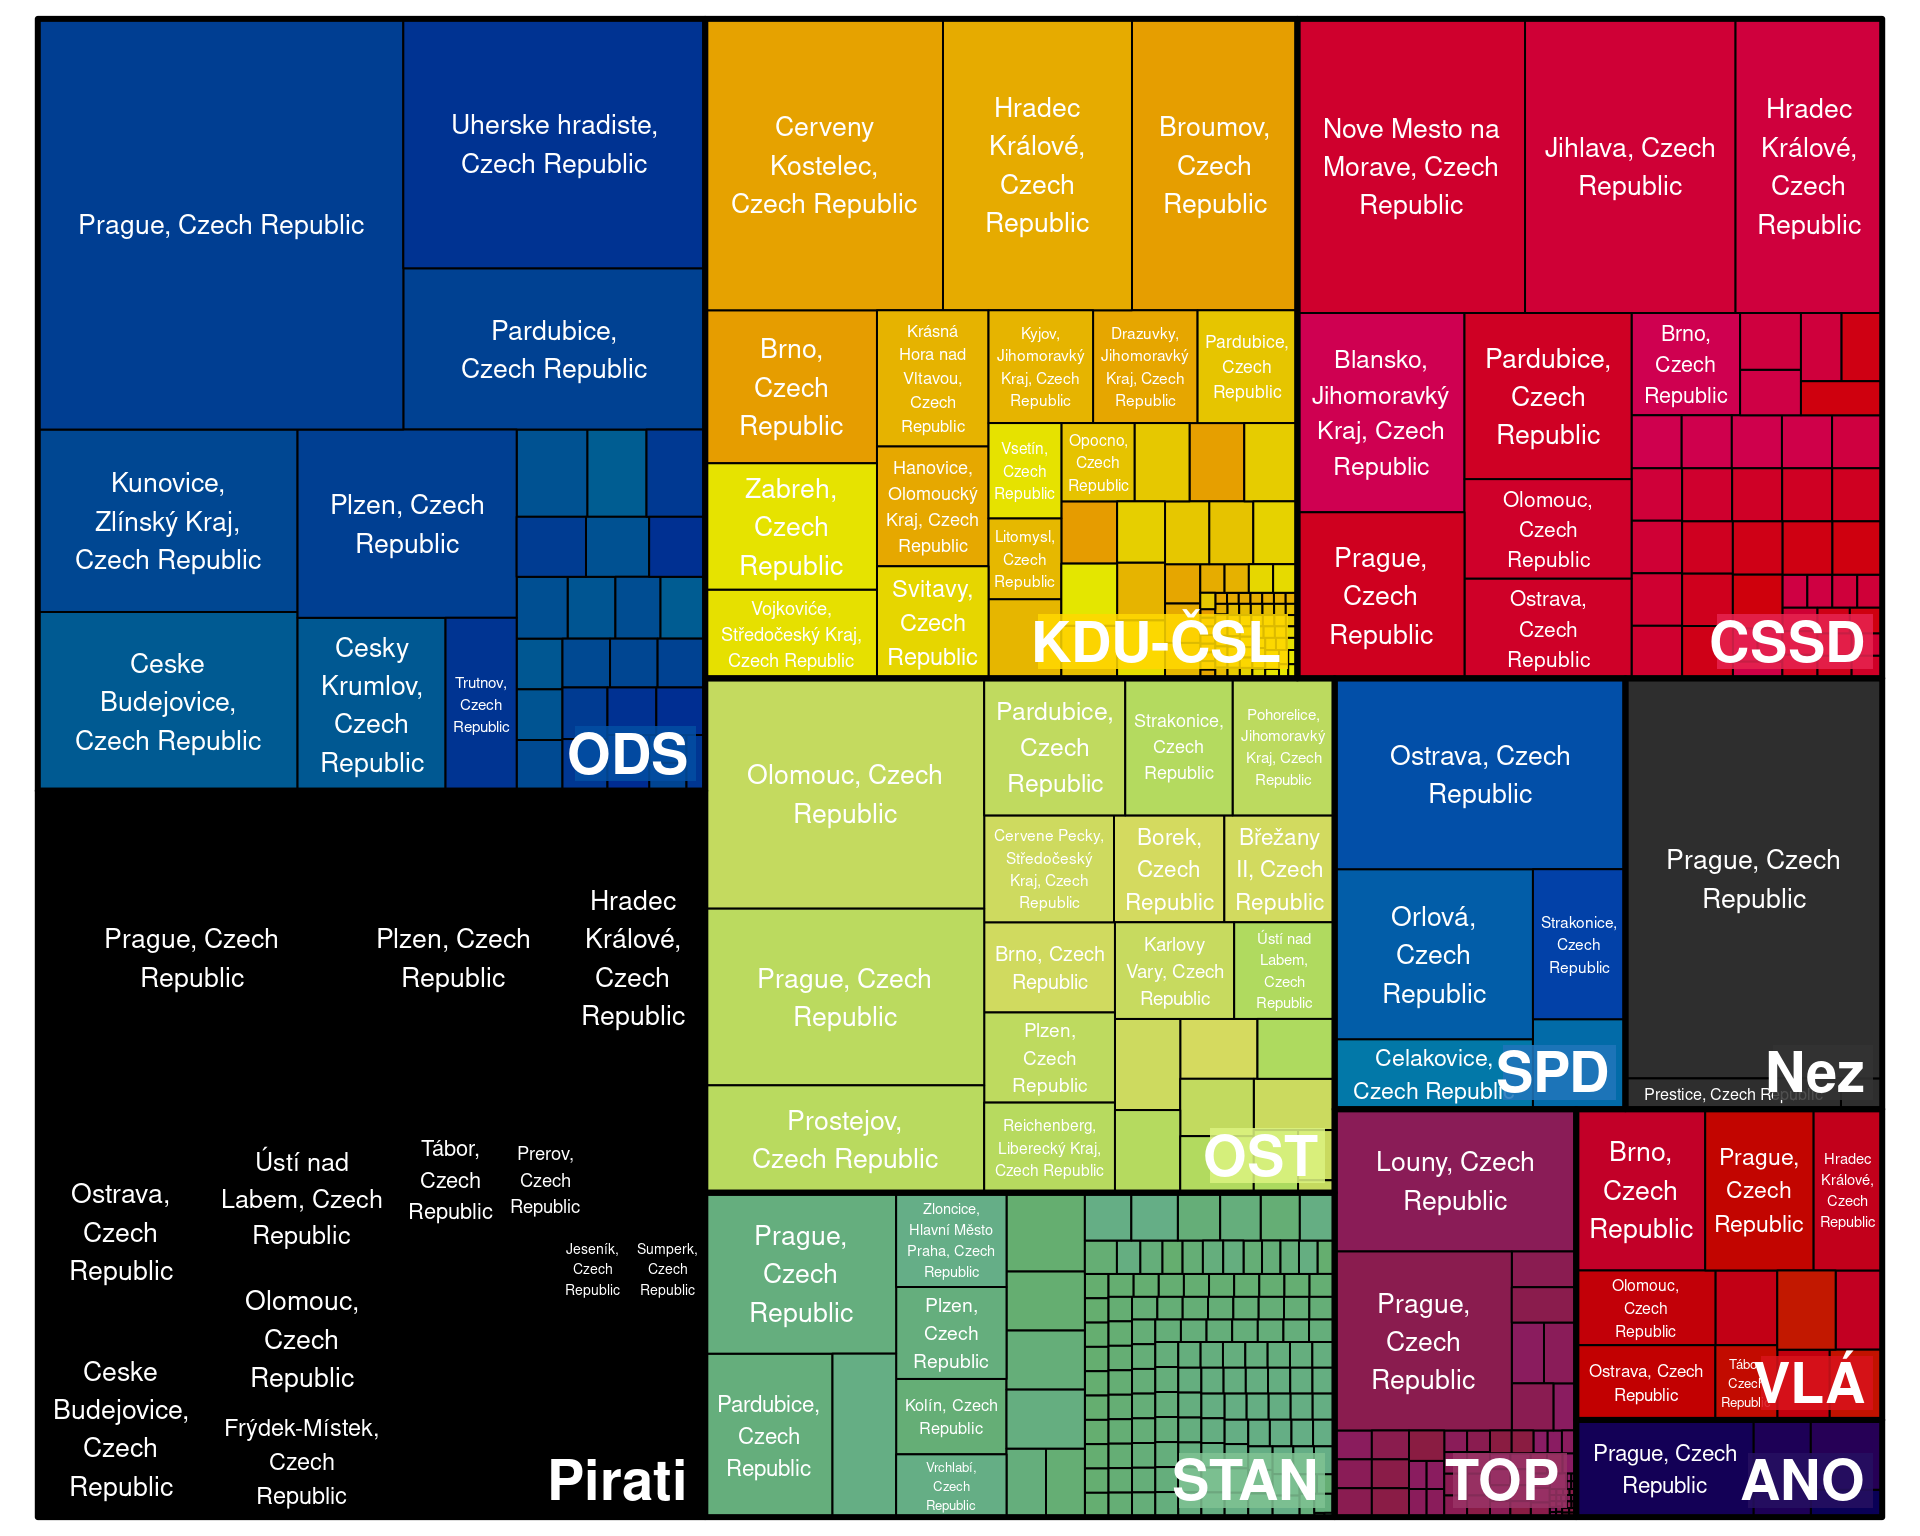 Prague, Czech Republic
Uherske hradiste,
Czech Republic
Pardubice,
Czech Republic
Kunovice,
Zlínský Kraj,
Czech Republic
Plzen, Czech
Republic
Ceske
Budejovice,
Czech Republic
Cesky
Krumlov,
Czech
Republic
Trutnov,
Czech
Republic
ODS
Cerveny
Kostelec,
Czech Republic
Hradec
Králové,
Czech
Republic
Broumov,
Czech
Republic
Brno,
Czech
Republic
Krásná
Hora nad
Vltavou,
Czech
Republic
Kyjov,
Jihomoravký
Kraj, Czech
Republic
Drazuvky,
Jihomoravký
Kraj, Czech
Republic
Pardubice,
Czech
Republic
Zabreh,
Czech
Republic
Hanovice,
Olomoucký
Kraj, Czech
Republic
Vsetín,
Czech
Republic
Opocno,
Czech
Republic
Litomysl,
Czech
Republic
Vojkoviće,
Středočeský Kraj,
Czech Republic
Svitavy,
Czech
Republic
KDU-ČSL
Nove Mesto na
Morave, Czech
Republic
Jihlava, Czech
Republic
Hradec
Králové,
Czech
Republic
Blansko,
Jihomoravký
Kraj, Czech
Republic
Pardubice,
Czech
Republic
Brno,
Czech
Republic
Prague,
Czech
Republic
Olomouc,
Czech
Republic
Ostrava,
Czech
Republic
CSSD
Prague, Czech
Republic
Plzen, Czech
Republic
Hradec
Králové,
Czech
Republic
Ostrava,
Czech
Republic
Ústí nad
Labem, Czech
Republic
Tábor,
Czech
Republic
Prerov,
Czech
Republic
Jeseník,
Czech
Republic
Sumperk,
Czech
Republic
Olomouc,
Czech
Republic
Ceske
Budejovice,
Czech
Republic
Frýdek-Místek,
Czech
Republic
Pirati
Olomouc, Czech
Republic
Pardubice,
Czech
Republic
Strakonice,
Czech
Republic
Pohorelice,
Jihomoravký
Kraj, Czech
Republic
Cervene Pecky,
Středočeský
Kraj, Czech
Republic
Borek,
Czech
Republic
Břežany
II, Czech
Republic
Prague, Czech
Republic
Brno, Czech
Republic
Karlovy
Vary, Czech
Republic
Ústí nad
Labem,
Czech
Republic
Plzen,
Czech
Republic
Prostejov,
Czech Republic
Reichenberg,
Liberecký Kraj,
Czech Republic
OST
Ostrava, Czech
Republic
Orlová,
Czech
Republic
Strakonice,
Czech
Republic
Celakovice,
Czech Republic
SPD
Prague, Czech
Republic
Prestice, Czech Republic
Nez
Prague,
Czech
Republic
Zloncice,
Hlavní Město
Praha, Czech
Republic
Plzen,
Czech
Republic
Pardubice,
Czech
Republic
Kolín, Czech
Republic
Vrchlabí,
Czech
Republic
STAN
Louny, Czech
Republic
Prague,
Czech
Republic
TOP
Brno,
Czech
Republic
Prague,
Czech
Republic
Hradec
Králové,
Czech
Republic
Olomouc,
Czech
Republic
Ostrava, Czech
Republic
Tábor,
Czech
Republic
VLÁ
Prague, Czech
Republic
ANO